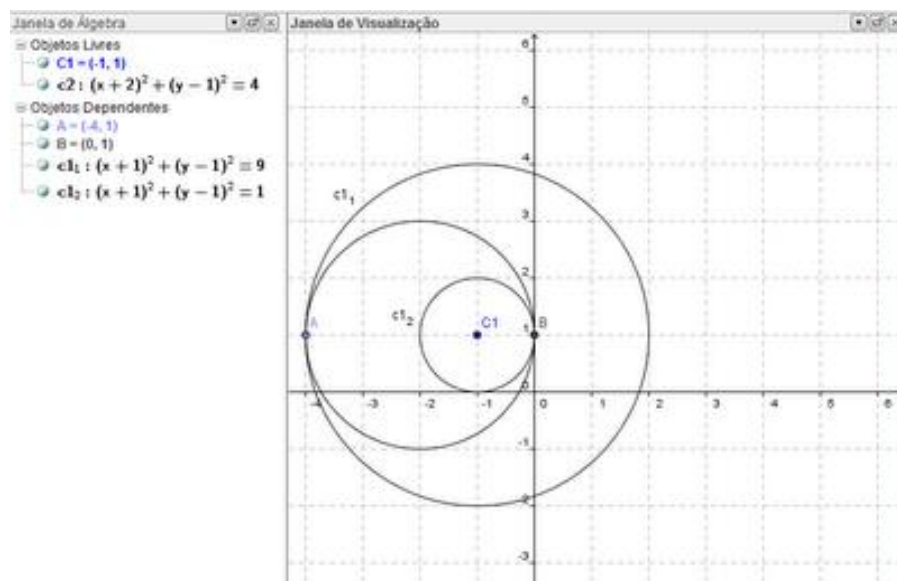 Janela de Álgebra
Objetos Livres
C1 = (-1, 1)
c2 : (x + 2)² + (y − 1)² = 4
Objetos Dependentes
A = (-4, 1)
B = (0, 1)
c1₁ : (x + 1)² + (y − 1)² = 9
c1₂ : (x + 1)² + (y − 1)² = 1
Janela de Visualização
6
5
4
c1₁
3
2
c1₂
A
C1
1
B
0
-4 -3 -2 -1 0 1 2 3 4 5 6
-1
-2
-3